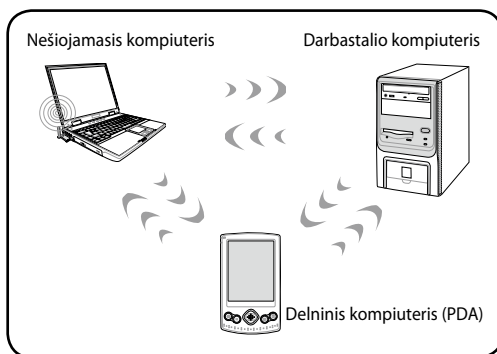 Nešiojamasis kompiuteris
Darbastalio kompiuteris
Delninis kompiuteris (PDA)